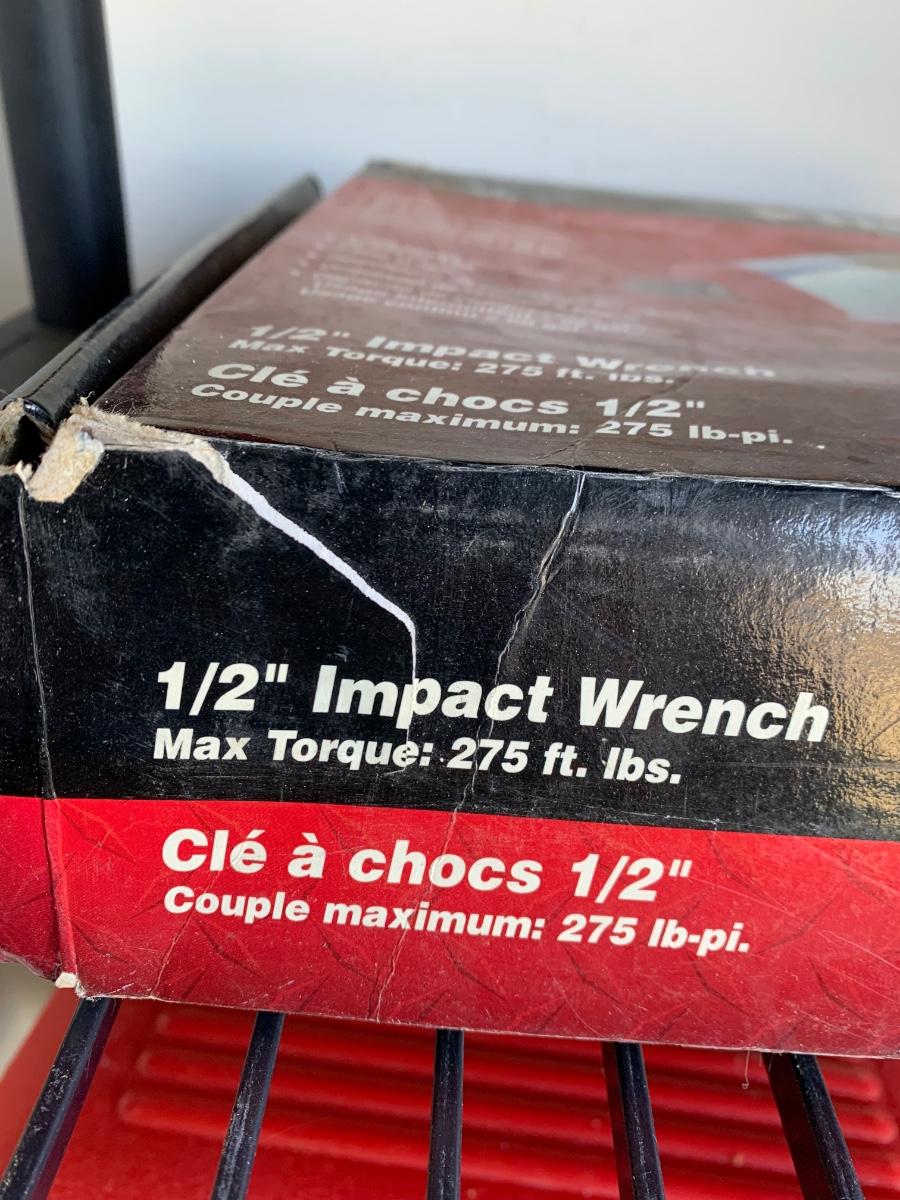 1/2" Impact Wrench
Max Torque: 275 ft. lbs.
Clé à chocs 1/2"
Couple maximum: 275 lb-pi.
1/2" Impact Wrench
Max Torque: 275 ft. lbs.
Clé à chocs 1/2"
Couple maximum: 275 lb-pi.